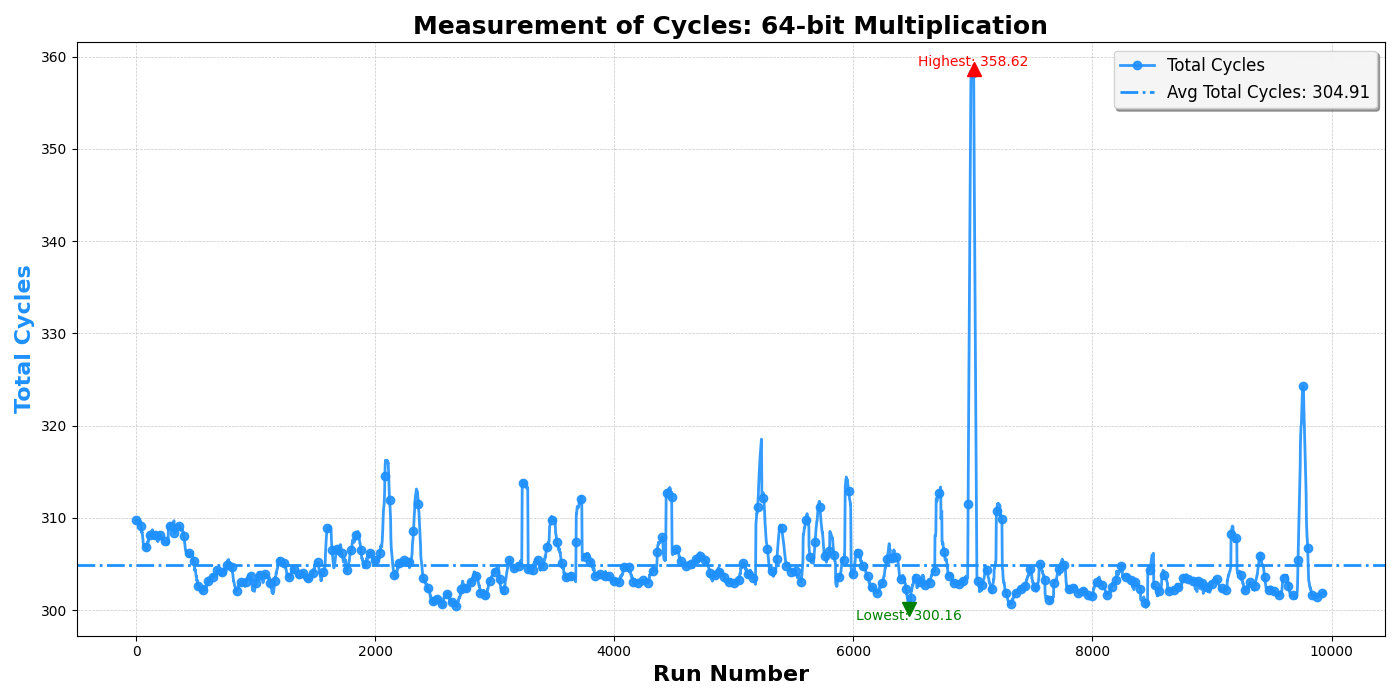 Measurement of Cycles: 64-bit Multiplication
Total Cycles
360
350
340
330
320
310
300
Highest: 358.62
Lowest: 300.16
Total Cycles
Avg Total Cycles: 304.91
0
2000
4000
6000
8000
10000
Run Number